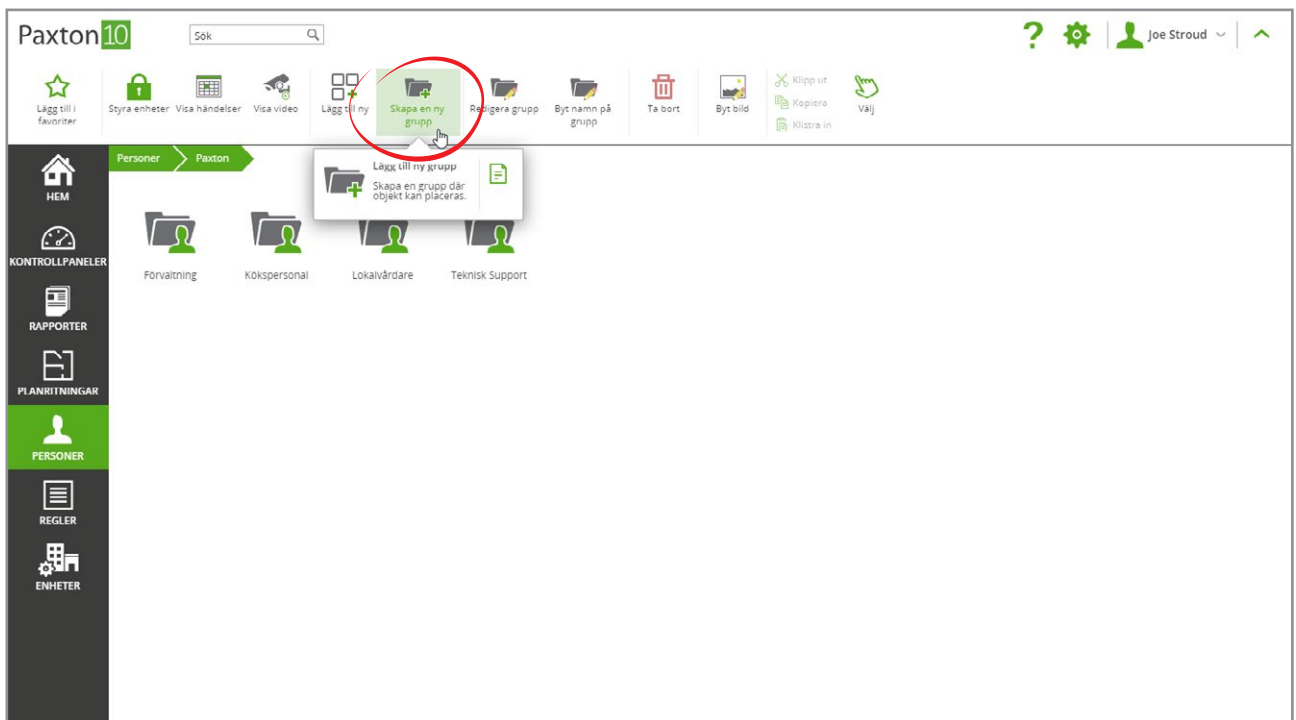 Paxton10
Sök
Joe Stroud
Lägg till i
favoriter
Styra enheter
Visa händelser
Visa video
Lägg till ny
Skapa en ny
grupp
Redigera grupp
Byt namn på
grupp
Ta bort
Byt bild
Klipp ut
Kopiera
Klistra in
Välj
Personer
Paxton
Lägg till ny grupp
Skapa en grupp där
objekt kan placeras.
HEM
KONTROLLPANELER
RAPPORTER
PLANRITNINGAR
PERSONER
REGLER
ENHETER
Förvaltning
Kökspersonal
Lokalvårdare
Teknisk Support